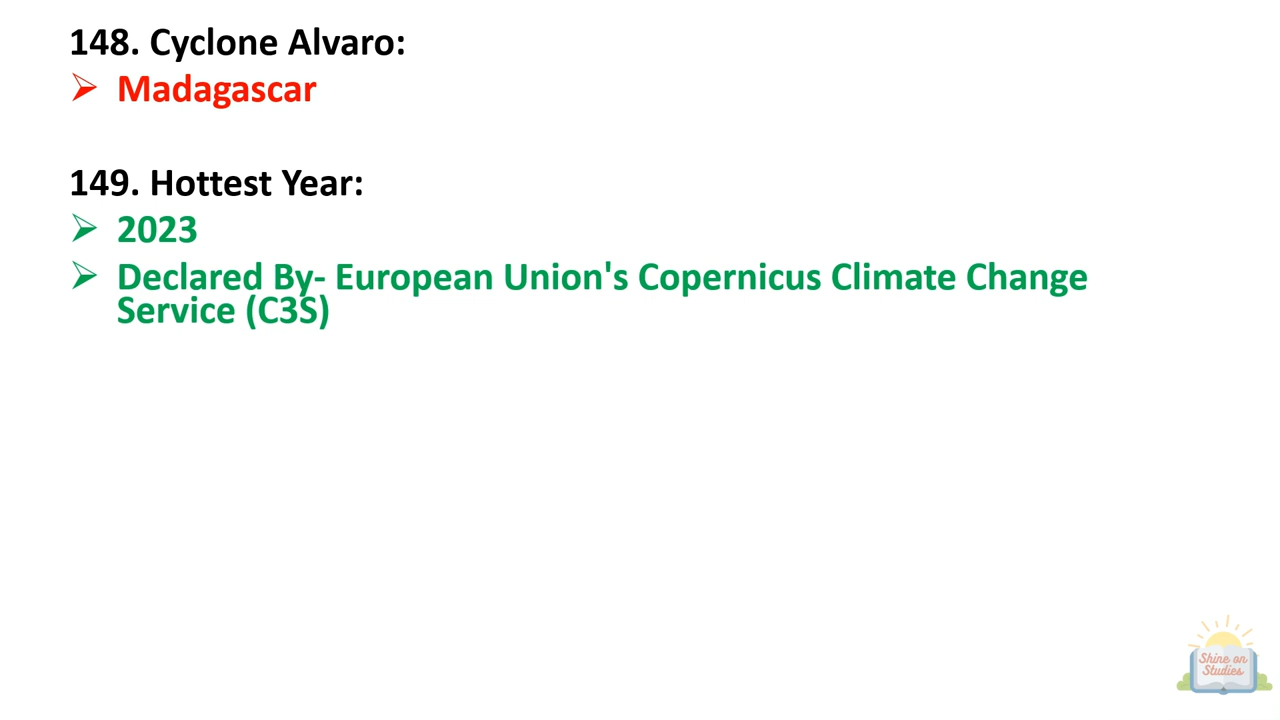 148. Cyclone Alvaro:
➢ Madagascar
149. Hottest Year:
➢ 2023
➢ Declared By- European Union's Copernicus Climate Change
Service (C3S)
Shine on
Studies